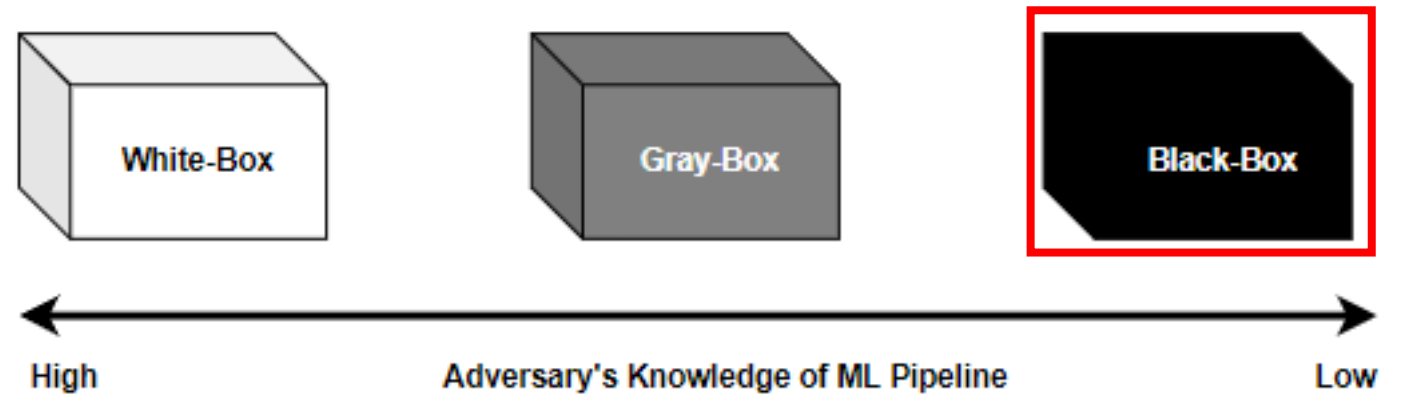 White-Box
Gray-Box
Black-Box
High
Adversary's Knowledge of ML Pipeline
Low